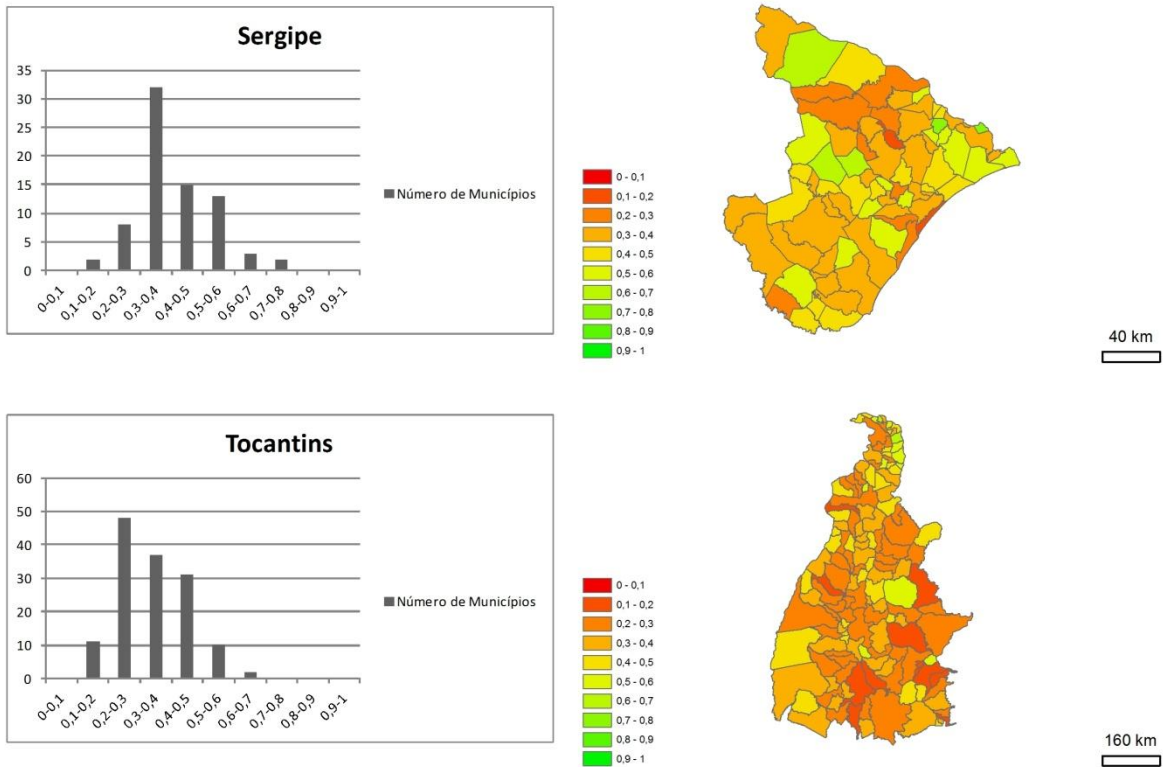 Sergipe
35
30
25
20
15
10
5
0
0-0,1
0,1-0,2
0,2-0,3
0,3-0,4
0,4-0,5
0,5-0,6
0,6-0,7
0,7-0,8
0,8-0,9
0,9-1
Número de Municípios
0 - 0,1
0,1 - 0,2
0,2 - 0,3
0,3 - 0,4
0,4 - 0,5
0,5 - 0,6
0,6 - 0,7
0,7 - 0,8
0,8 - 0,9
0,9 - 1
40 km
Tocantins
60
50
40
30
20
10
0
0-0,1
0,1-0,2
0,2-0,3
0,3-0,4
0,4-0,5
0,5-0,6
0,6-0,7
0,7-0,8
0,8-0,9
0,9-1
Número de Municípios
0 - 0,1
0,1 - 0,2
0,2 - 0,3
0,3 - 0,4
0,4 - 0,5
0,5 - 0,6
0,6 - 0,7
0,7 - 0,8
0,8 - 0,9
0,9 - 1
160 km